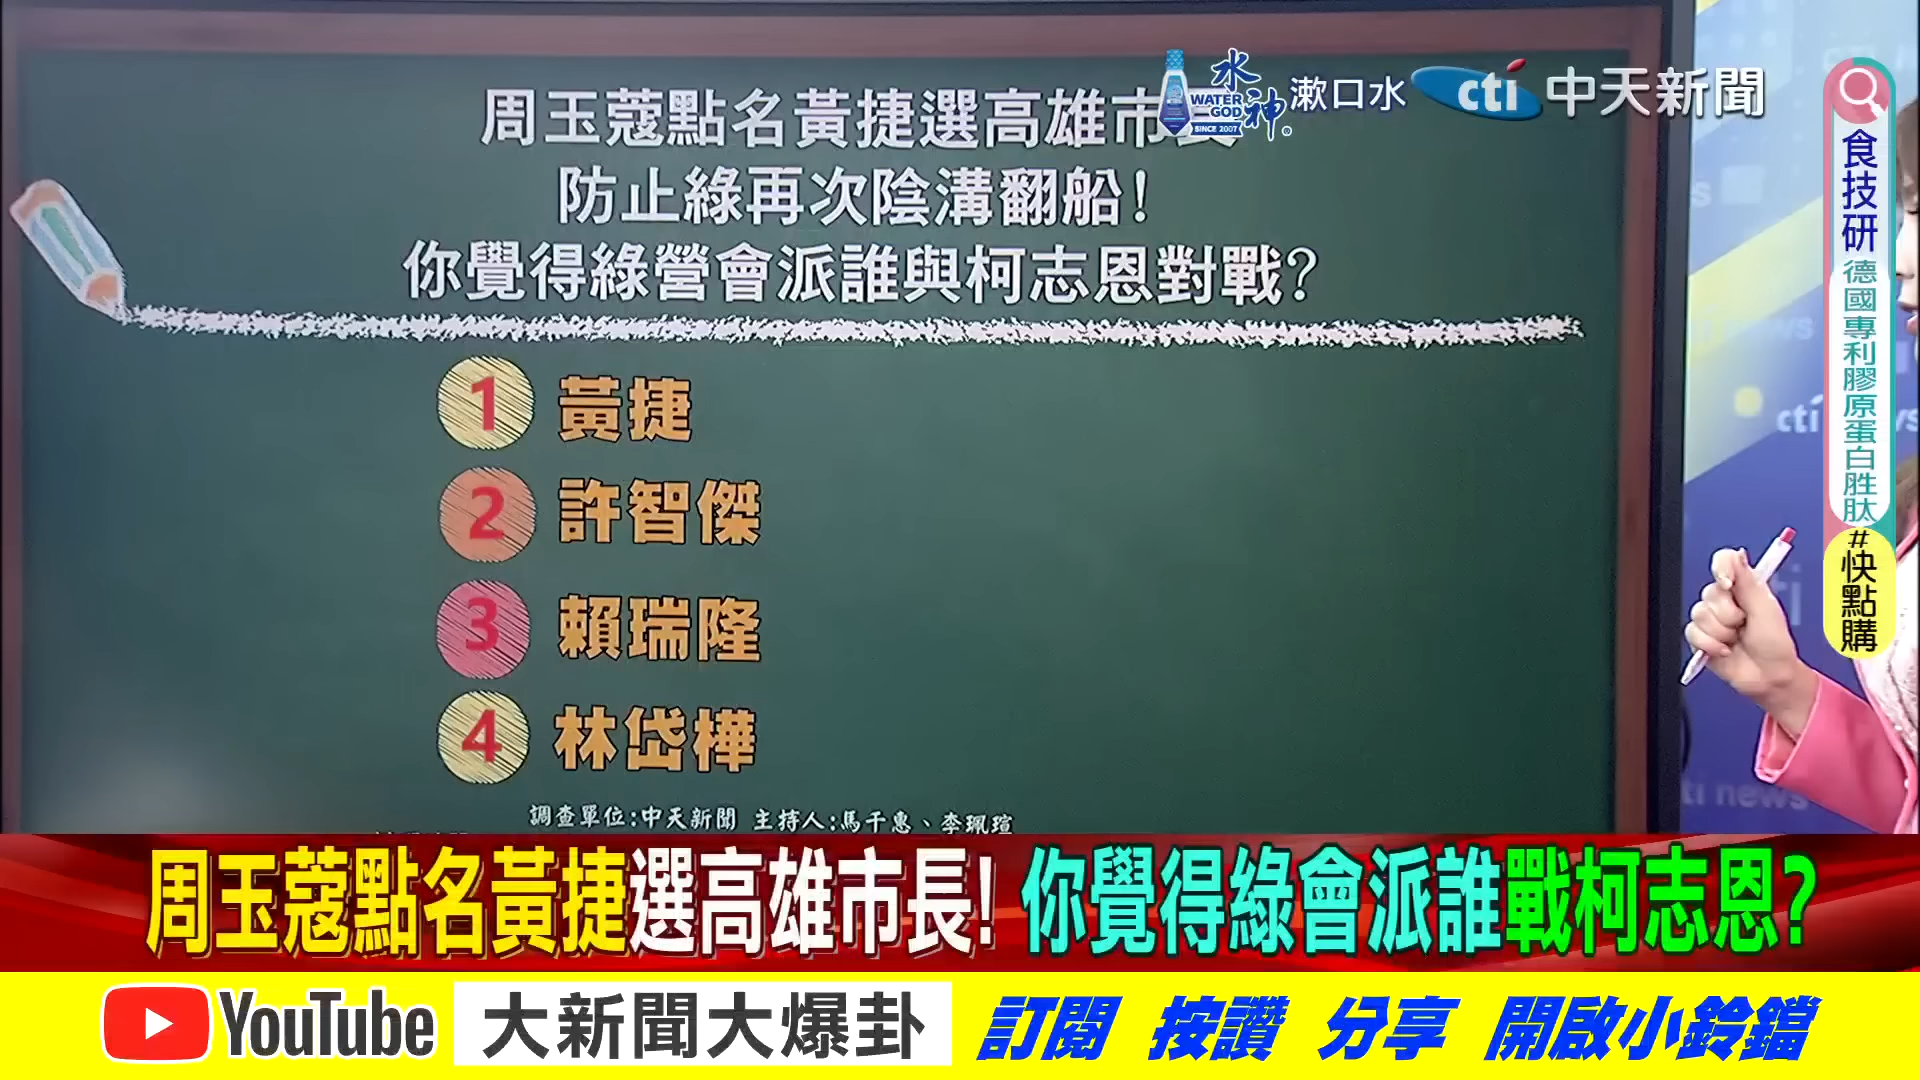 周玉蔻點名黃捷選高雄市長
防止綠再次陰溝翻船!
你覺得綠營會派誰與柯志恩對戰?
1 黃捷
2 許智傑
3 賴瑞隆
4 林岱樺
調查單位:中天新聞 主持人:馬千惠、李珮瑄
水神
WATER GOD
SINCE 2007
漱口水
cti 中天新聞
食技研
德國專利膠原蛋白胜肽
#快點購
news
cti
ti news
周玉蔻點名黃捷選高雄市長! 你覺得綠會派誰戰柯志恩?
YouTube 大新聞大爆卦 訂閱 按讚 分享 開啟小鈴鐺